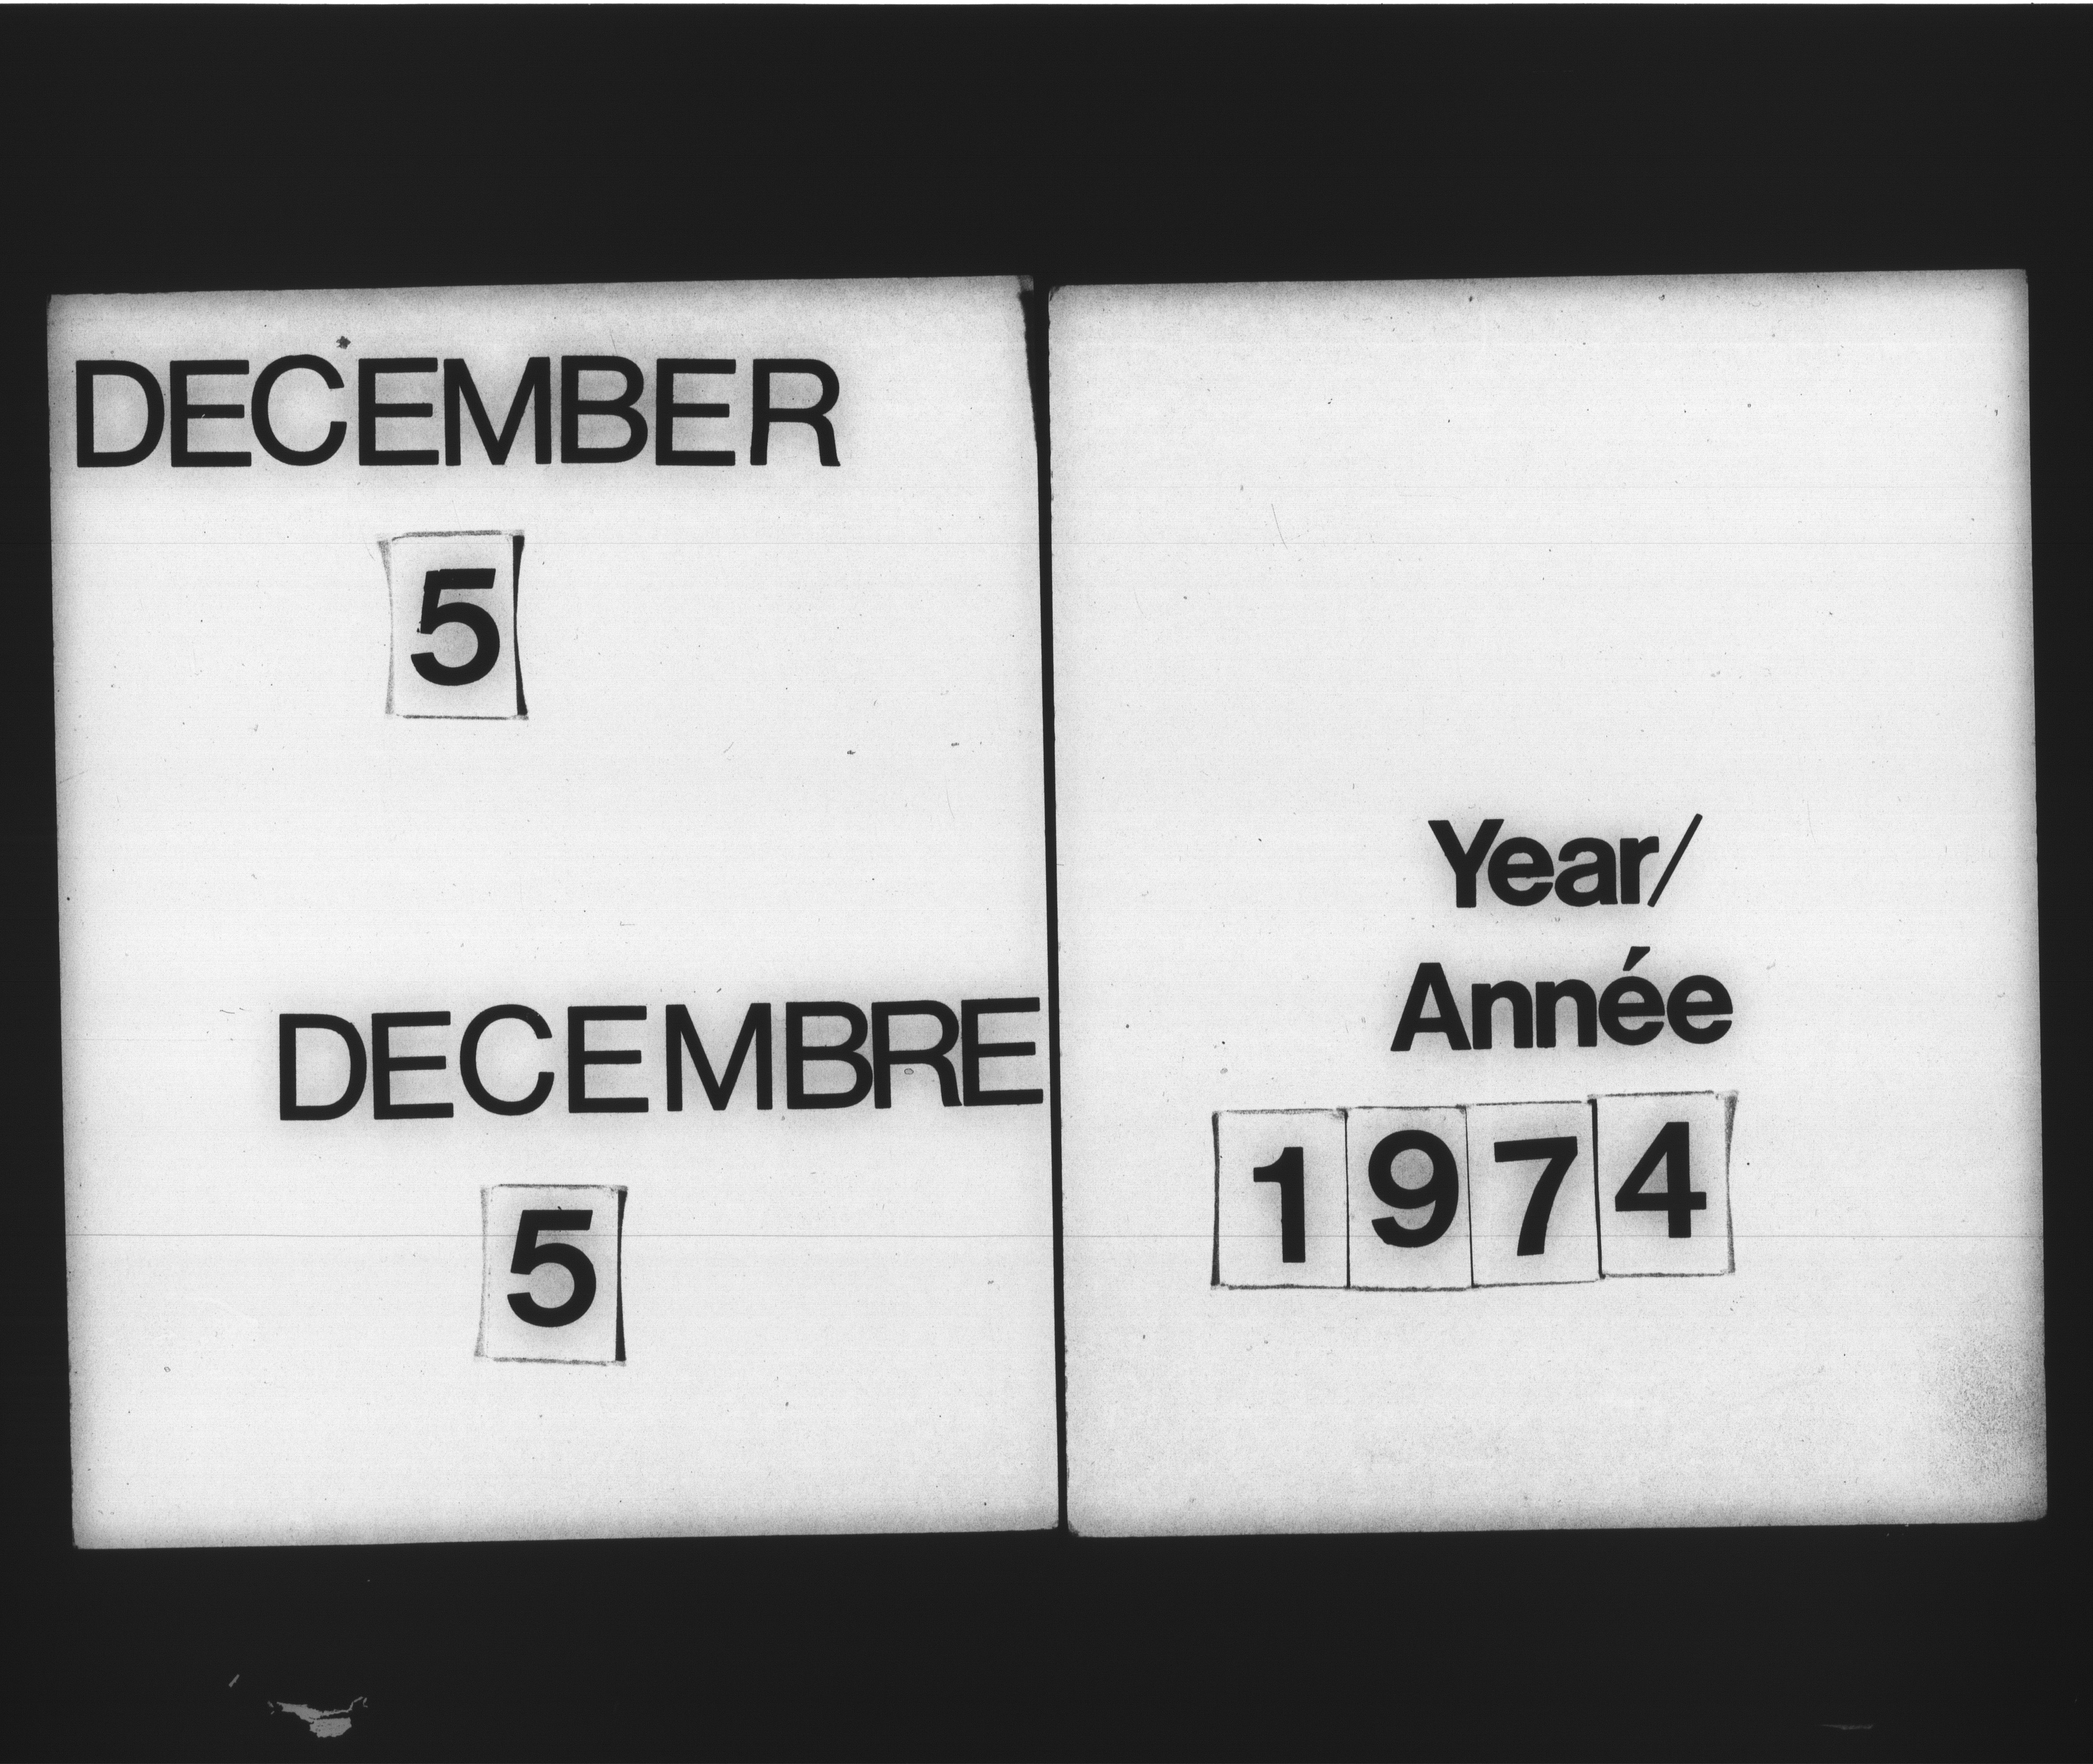 DECEMBER
5
DECEMBRE
5
Year/
Année
1974